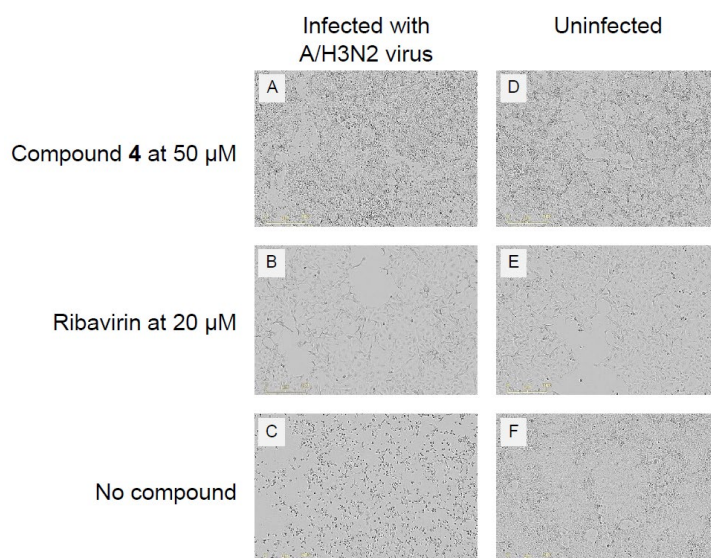 Infected with
A/H3N2 virus
Uninfected
A
D
Compound 4 at 50 µM
B
E
Ribavirin at 20 µM
C
F
No compound